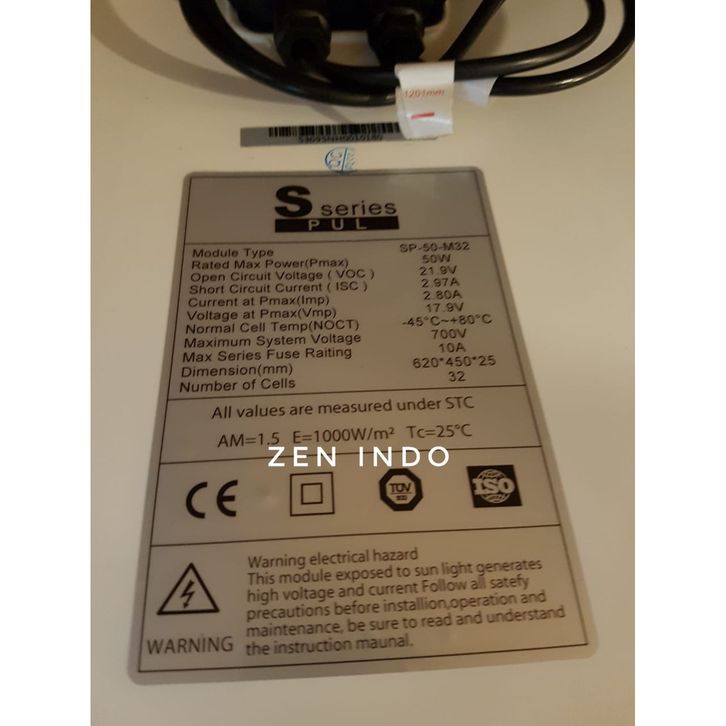 1201mm
S series
PUL
Module Type SP-50-M32
Rated Max Power(Pmax) 50W
Open Circuit Voltage ( VOC ) 21.9V
Short Circuit Current ( ISC ) 2.97A
Current at Pmax(Imp) 2.80A
Voltage at Pmax(Vmp) 17.9V
Normal Cell Temp(NOCT) -45°C~+80°C
Maximum System Voltage 700V
Max Series Fuse Raiting 10A
Dimension(mm) 620*450*25
Number of Cells 32
All values are measured under STC
AM=1.5 E=1000W/m² Tc=25°C
ZEN INDO
CE TÜV ISO
Warning electrical hazard
This module exposed to sun light generates
high voltage and current Follow all satefy
precautions before installion,operation and
maintenance, be sure to read and understand
the instruction maunal.
WARNING